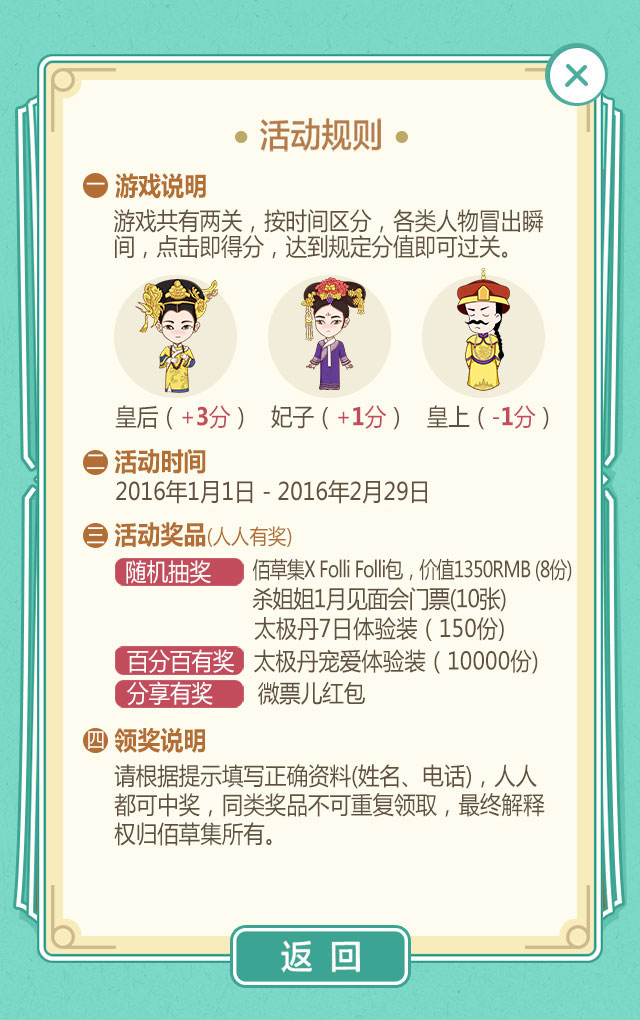 • 活动规则 •
一 游戏说明
游戏共有两关，按时间区分，各类人物冒出瞬
间，点击即得分，达到规定分值即可过关。
皇后（+3分） 妃子（+1分） 皇上（-1分）
二 活动时间
2016年1月1日 - 2016年2月29日
三 活动奖品(人人有奖)
随机抽奖 佰草集X Folli Folli包，价值1350RMB (8份)
杀姐姐1月见面会门票(10张)
太极丹7日体验装（150份)
百分百有奖 太极丹宠爱体验装（10000份)
分享有奖 微票儿红包
四 领奖说明
请根据提示填写正确资料(姓名、电话)，人人
都可中奖，同类奖品不可重复领取，最终解释
权归佰草集所有。
返回